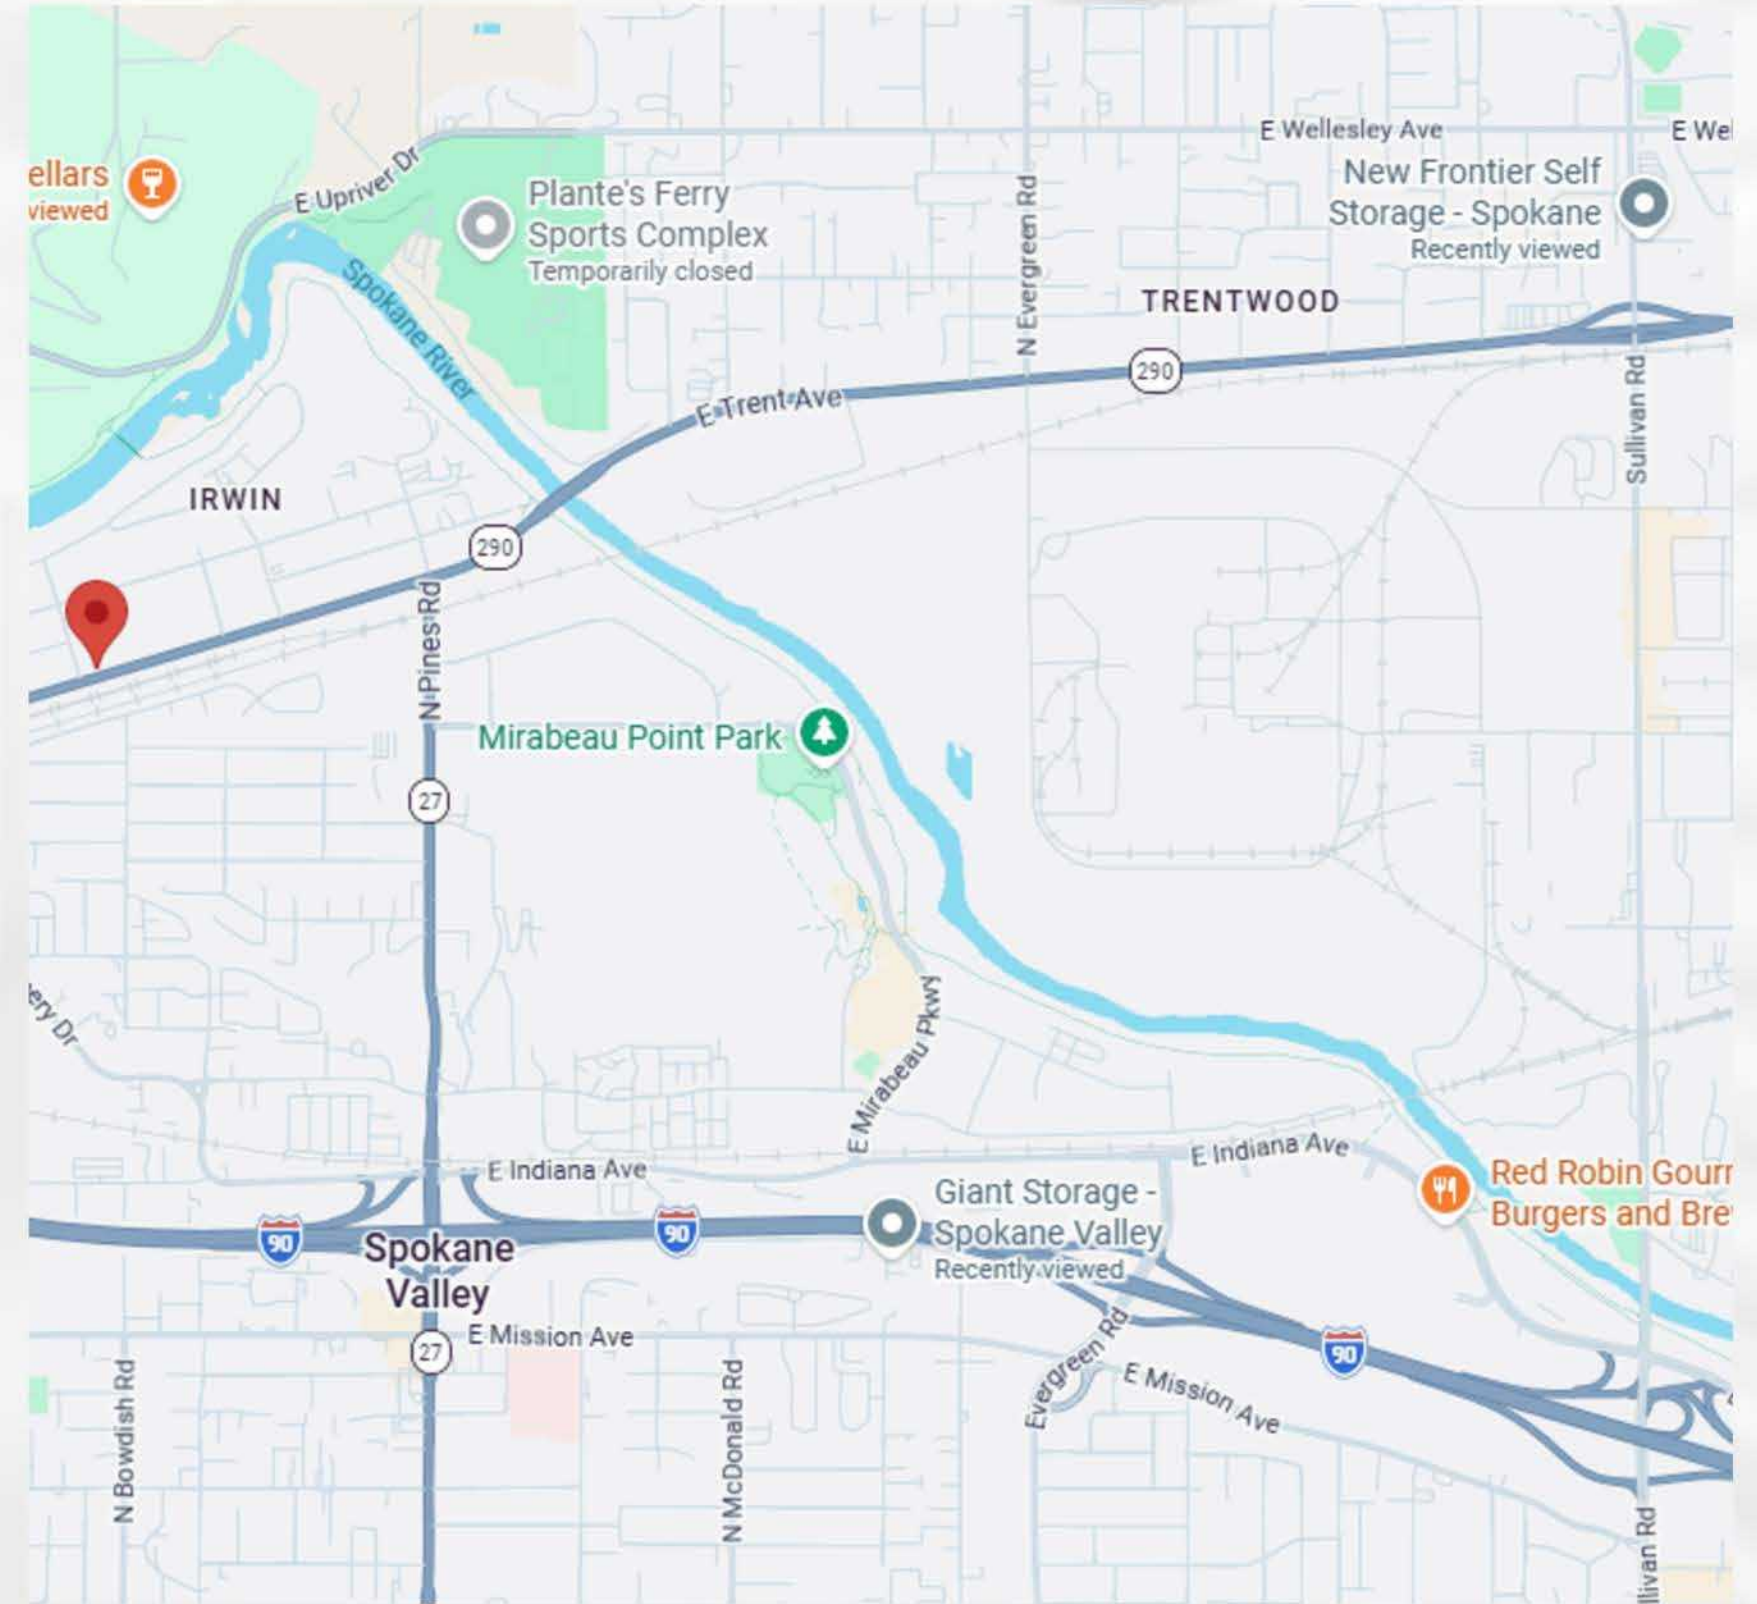 E Wellesley Ave
E Wel
ellars
viewed
E Upriver Dr
Plante's Ferry
Sports Complex
Temporarily closed
New Frontier Self
Storage - Spokane
Recently viewed
N Evergreen Rd
Spokane River
TRENTWOOD
290
E Trent Ave
Sullivan Rd
IRWIN
290
N Pines Rd
Mirabeau Point Park
27
ery Dr
E Mirabeau Pkwy
E Indiana Ave
E Indiana Ave
Red Robin Gour
Burgers and Bre
Giant Storage -
Spokane Valley
Recently viewed
90
90
Spokane
Valley
E Mission Ave
27
90
Evergreen Rd
E Mission Ave
N Bowdish Rd
N McDonald Rd
llivan Rd